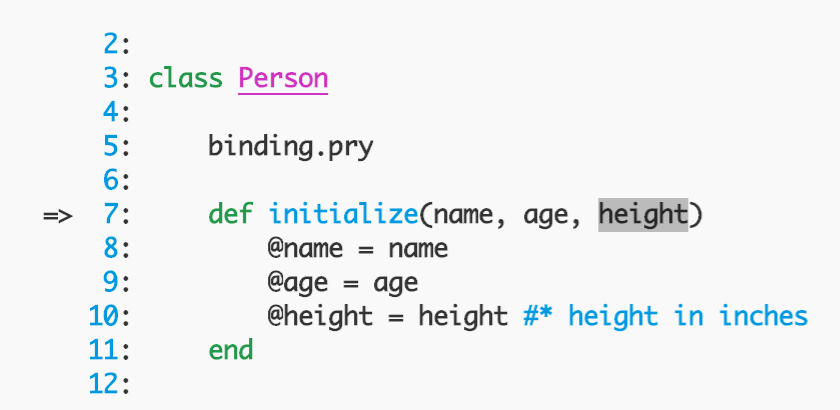 2:
3: class Person
4:
5:     binding.pry
6:
=> 7:     def initialize(name, age, height)
8:         @name = name
9:         @age = age
10:         @height = height #* height in inches
11:     end
12: